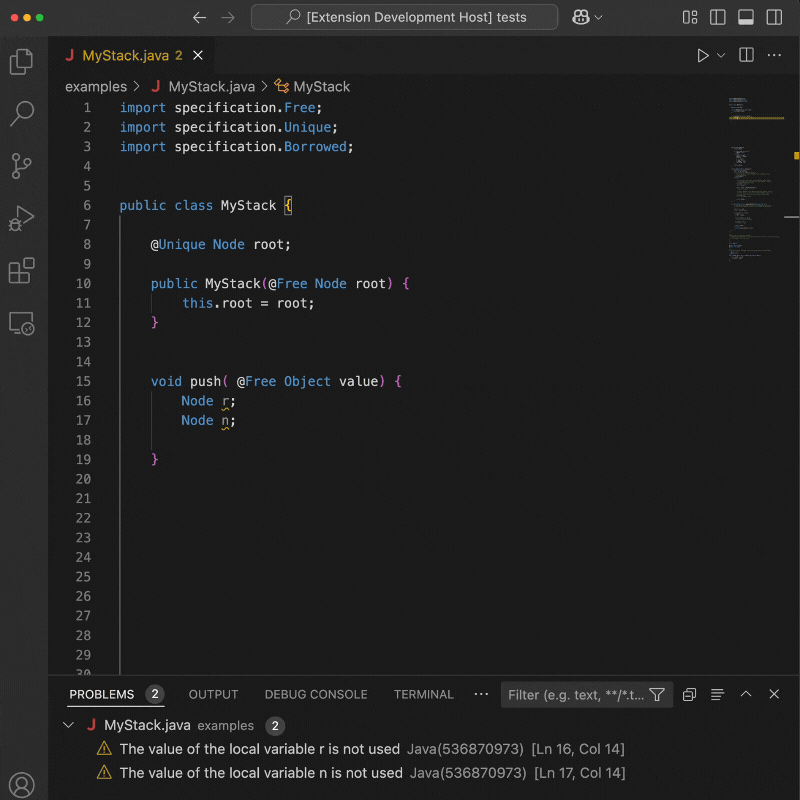 [Extension Development Host] tests
J MyStack.java 2
examples > J MyStack.java > MyStack
1 import specification.Free;
2 import specification.Unique;
3 import specification.Borrowed;
4
5
6 public class MyStack {
7
8 @Unique Node root;
9
10 public MyStack(@Free Node root) {
11 this.root = root;
12 }
13
14
15 void push( @Free Object value) {
16 Node r;
17 Node n;
18
19 }
20
21
22
23
24
25
26
27
28
29
30
PROBLEMS 2 OUTPUT DEBUG CONSOLE TERMINAL ··· Filter (e.g. text, **/*.t...
J MyStack.java examples 2
The value of the local variable r is not used Java(536870973) [Ln 16, Col 14]
The value of the local variable n is not used Java(536870973) [Ln 17, Col 14]